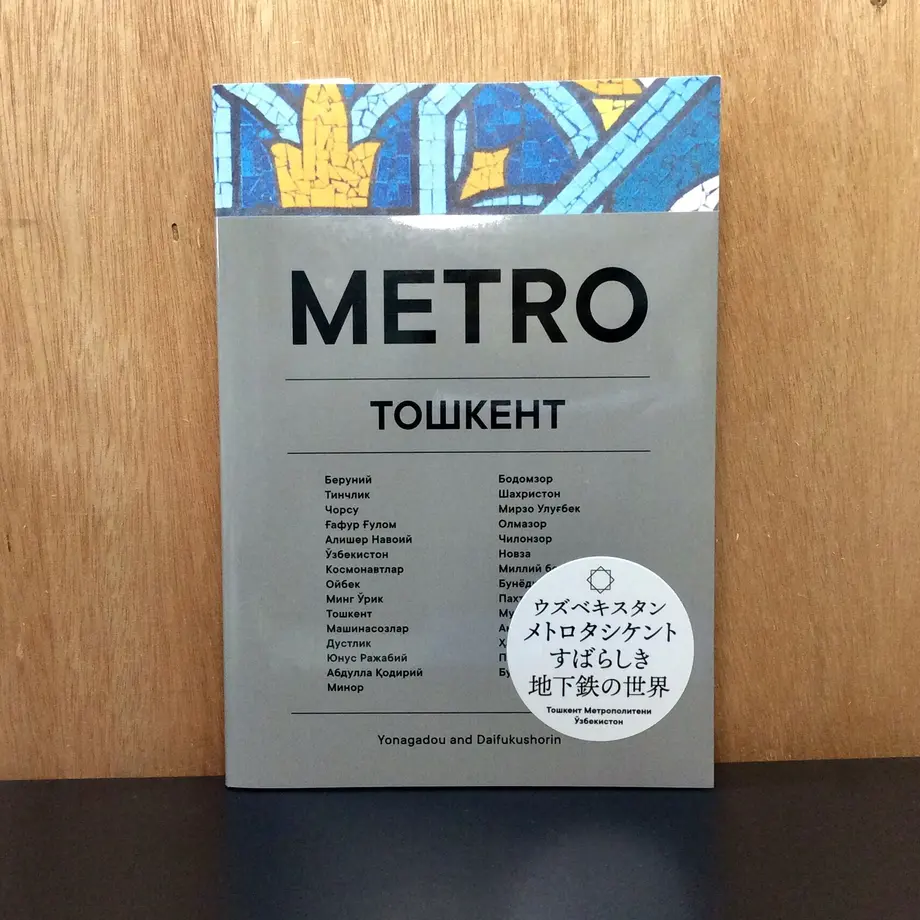 METRO
ТОШКЕНТ
Беруний
Тинчлик
Чорсу
Ғафур Ғулом
Алишер Навоий
Ўзбекистон
Космонавтлар
Ойбек
Минг Ўрик
Тошкент
Машинасозлар
Дустлик
Юнус Ражабий
Абдулла Қодирий
Минор
Бодомзор
Шахристон
Мирзо Улуғбек
Олмазор
Чилонзор
Новза
Миллий
ウズベキスタン
メトロタシケント
すばらしき
地下鉄の世界
Тошкент Метрополитени
Ўзбекистон
Yonagadou and Daifukushorin